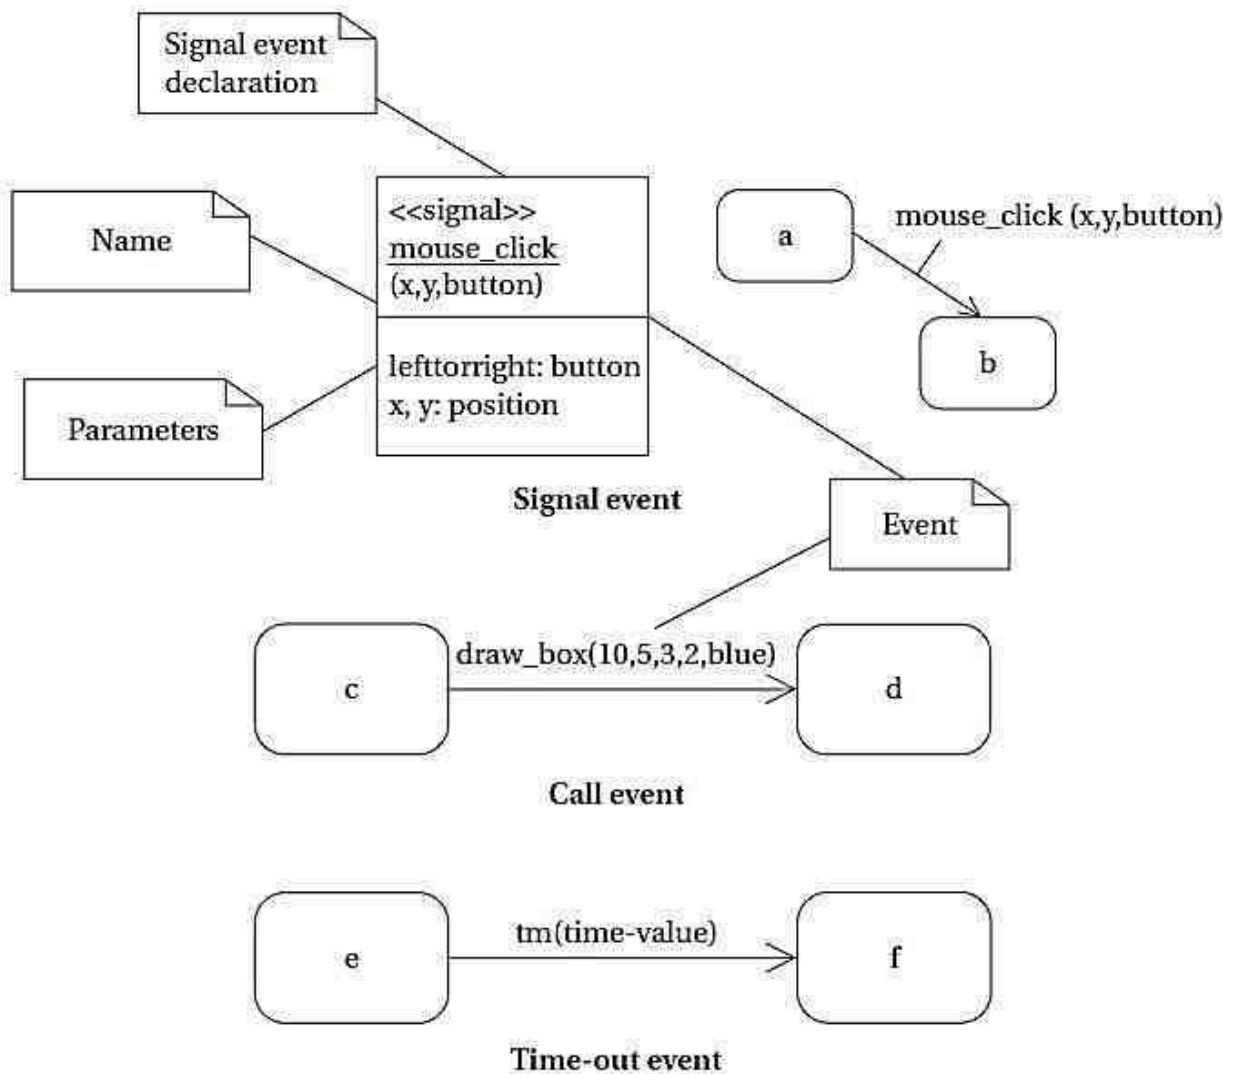 Signal event
declaration
Name
<<signal>>
mouse_click
(x,y,button)
a
mouse_click (x,y,button)
b
Parameters
lefttorright: button
x, y: position
Signal event
Event
c
draw_box(10,5,3,2,blue)
d
Call event
e
tm(time-value)
f
Time-out event